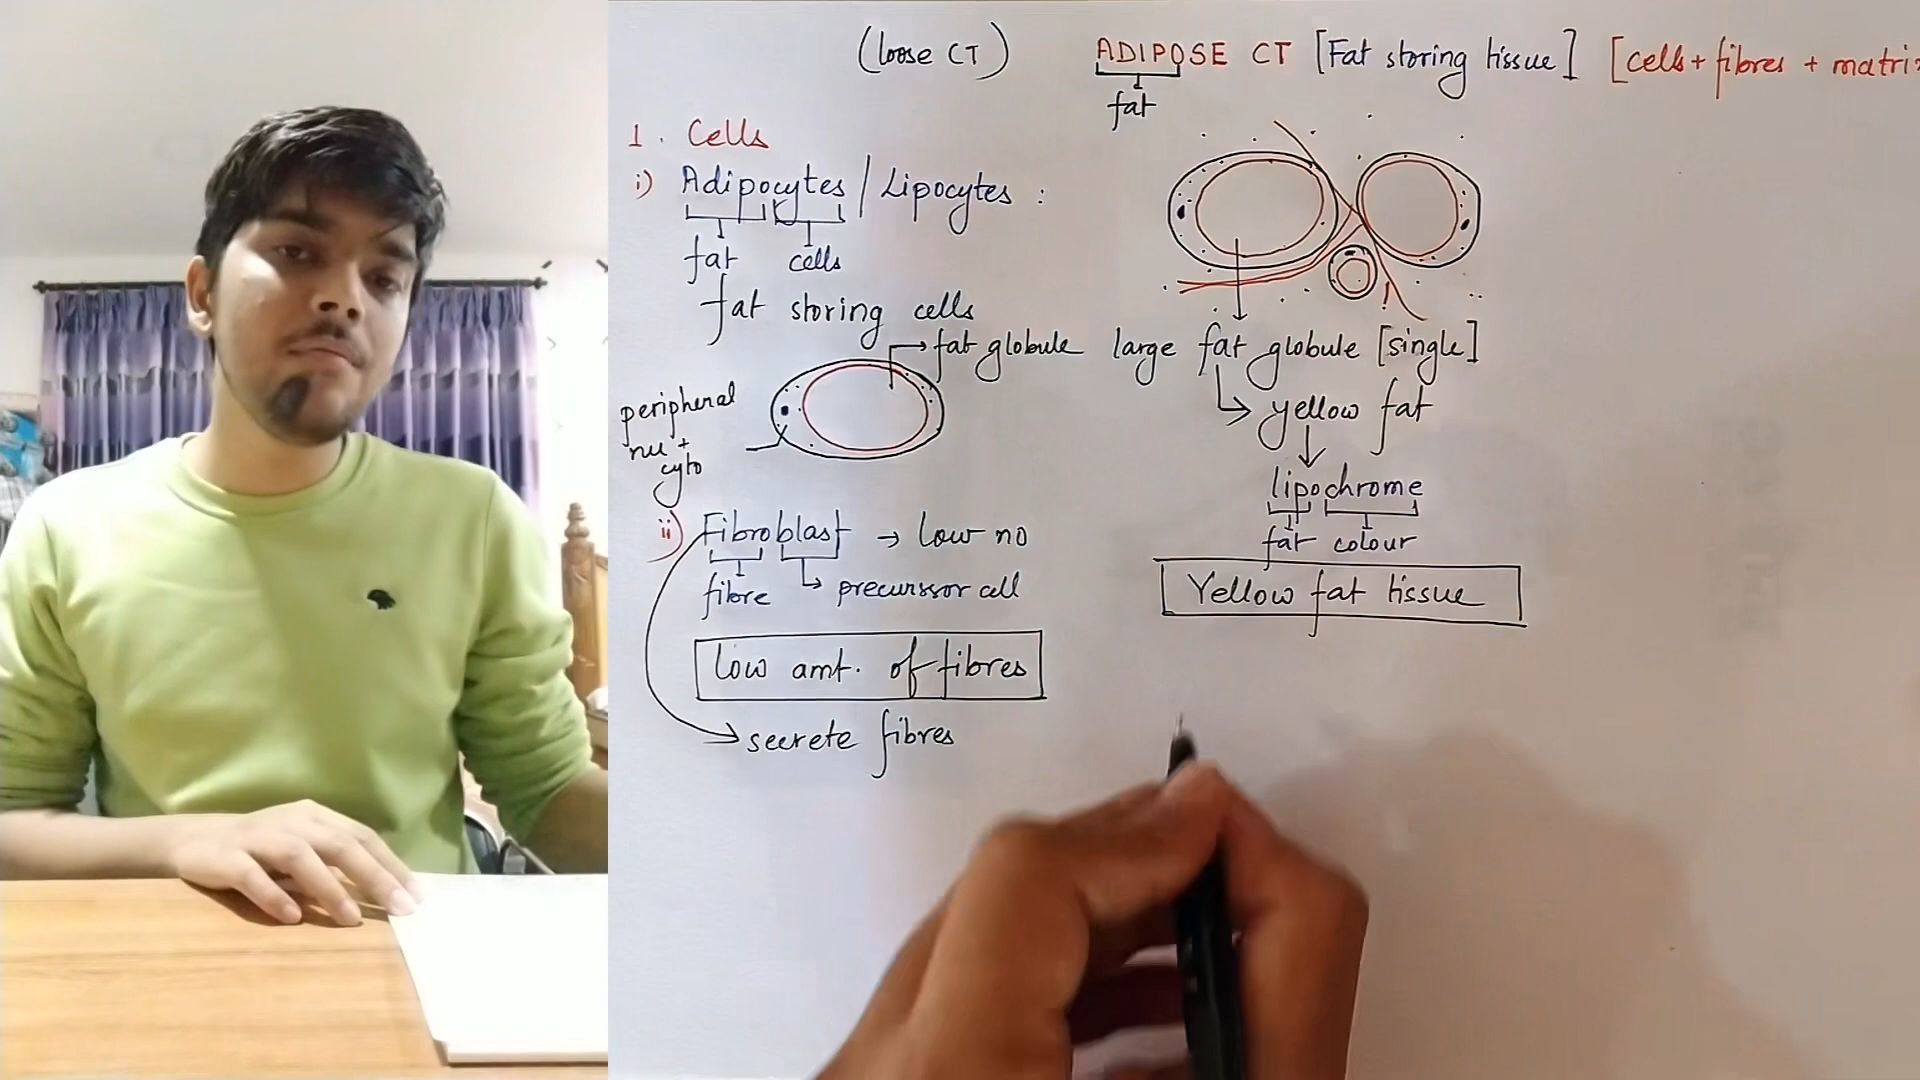 (loose CT) ADIPOSE CT [Fat storing tissue] [cells + fibres + matrix
fat
1. Cells
i) Adipocytes / Lipocytes :
fat cells
fat storing cells
fat globule
peripheral
nu +
cyto
ii) Fibroblast → low no
fibre precurssor cell
low amt. of fibres
secrete fibres
large fat globule [single]
yellow fat
lipochrome
fat colour
Yellow fat tissue